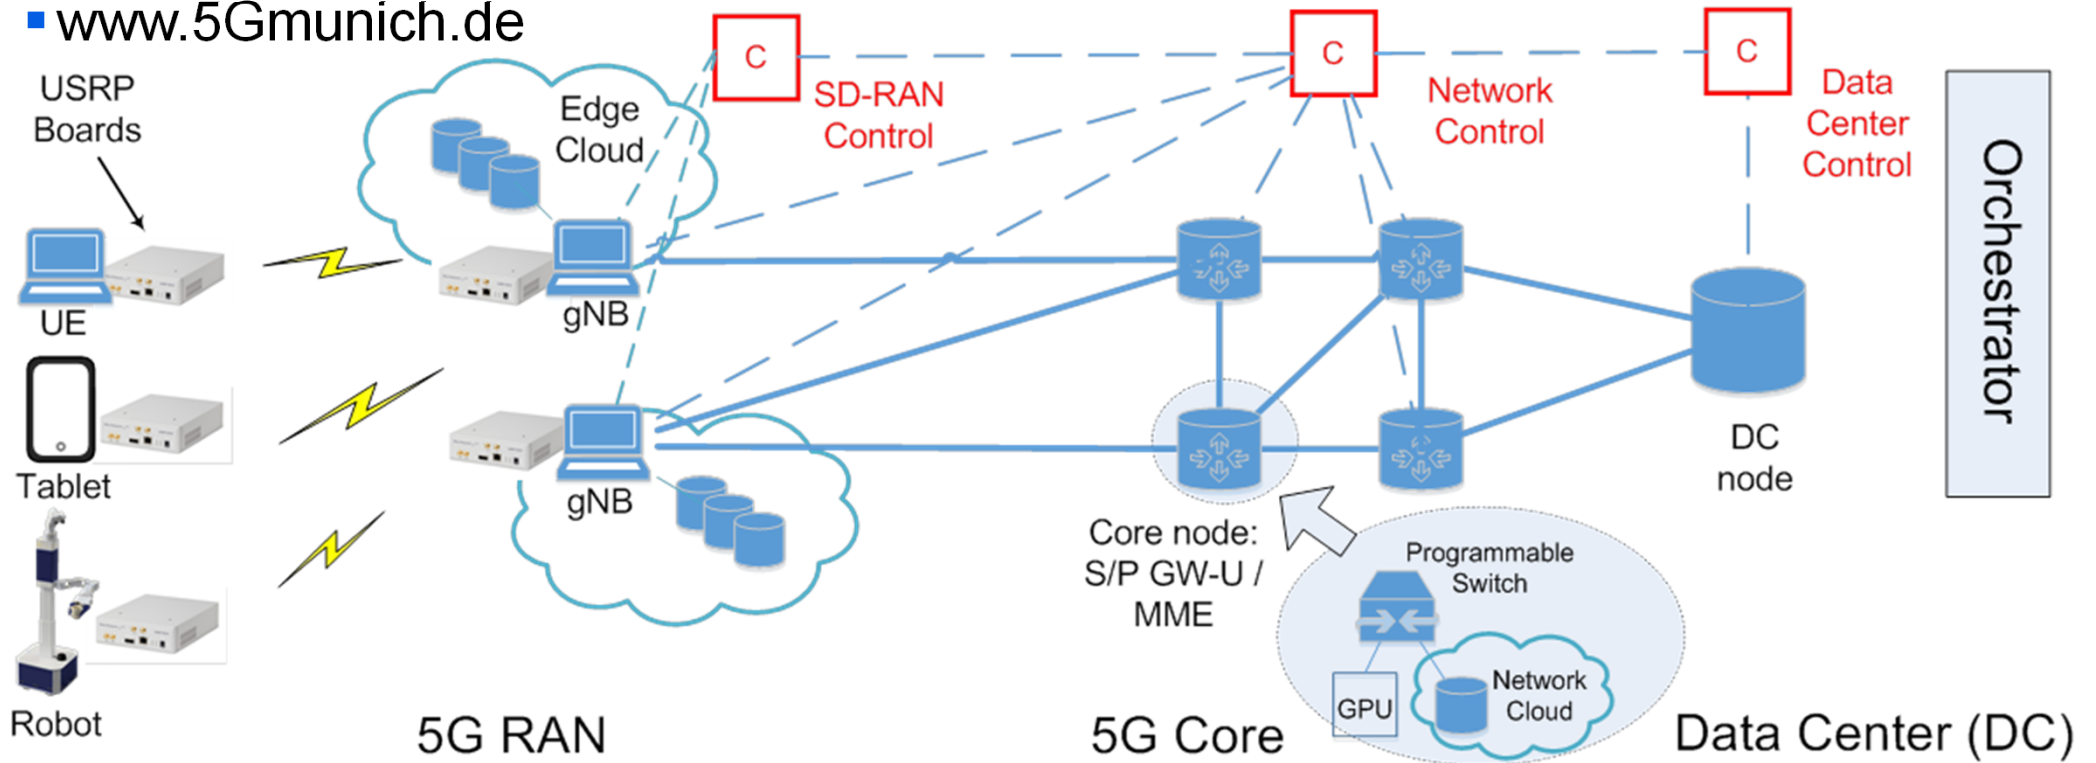 www.5Gmunich.de
USRP
Boards
Edge
Cloud
C
SD-RAN
Control
C
Network
Control
C
Data
Center
Control
Orchestrator
UE
gNB
Tablet
gNB
Robot
Core node:
S/P GW-U /
MME
DC
node
Programmable
Switch
GPU
Network
Cloud
5G RAN
5G Core
Data Center (DC)